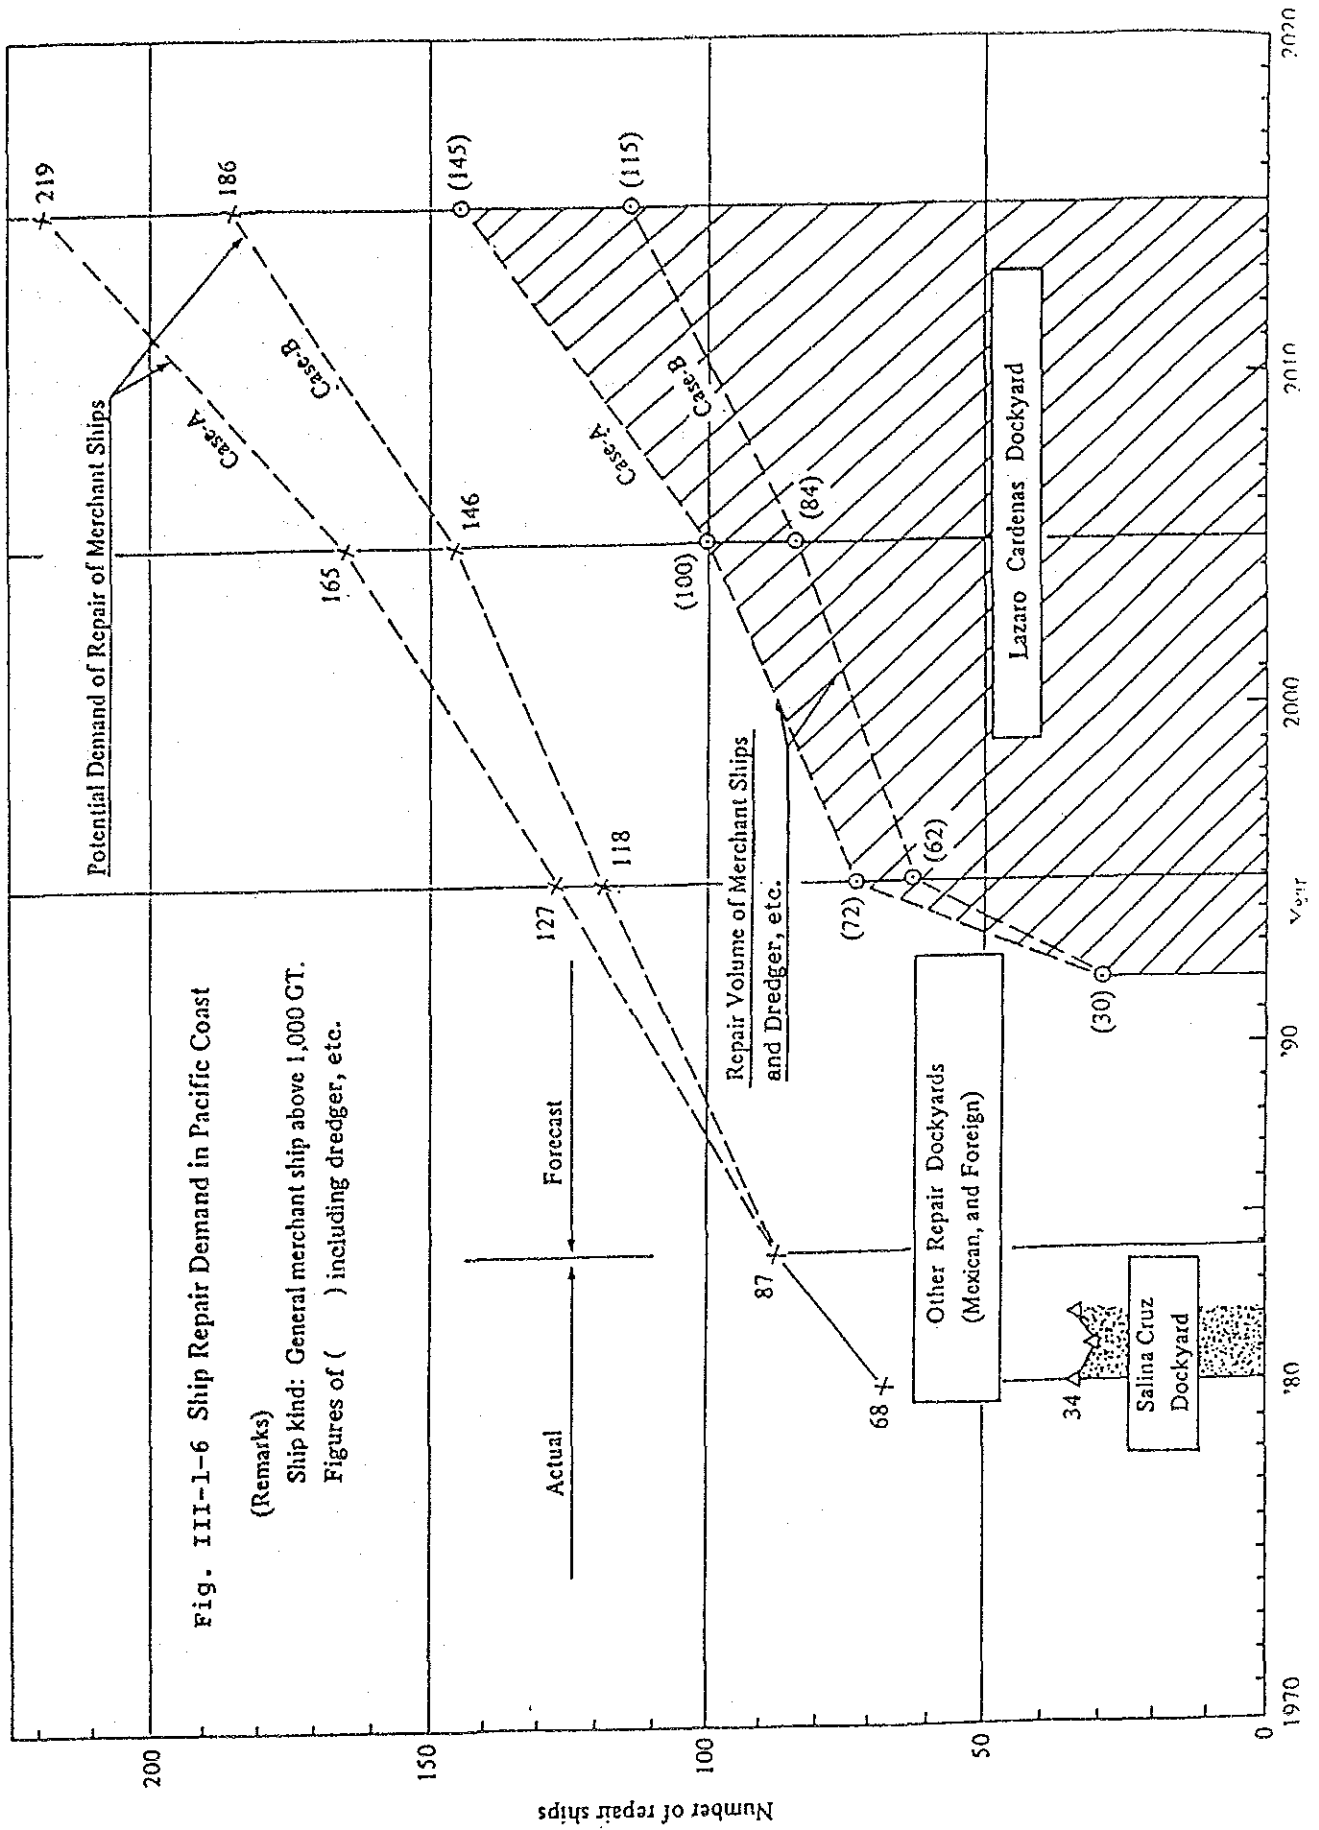 Fig. III-1-6 Ship Repair Demand in Pacific Coast
(Remarks)
Ship kind: General merchant ship above 1,000 GT.
Figures of ( ) including dredger, etc.
Number of repair ships
200
150
100
50
0
Potential Demand of Repair of Merchant Ships
219
186
Case-A
Case-B
165
146
127
118
(145)
(115)
Case-A
Case-B
(100)
(84)
(72)
(62)
(30)
Actual
Forecast
87
68
34
Repair Volume of Merchant Ships
and Dredger, etc.
Other Repair Dockyards
(Mexican, and Foreign)
Salina Cruz
Dockyard
Lazaro Cardenas Dockyard
1970
'80
'90
Year
2000
2010
2020